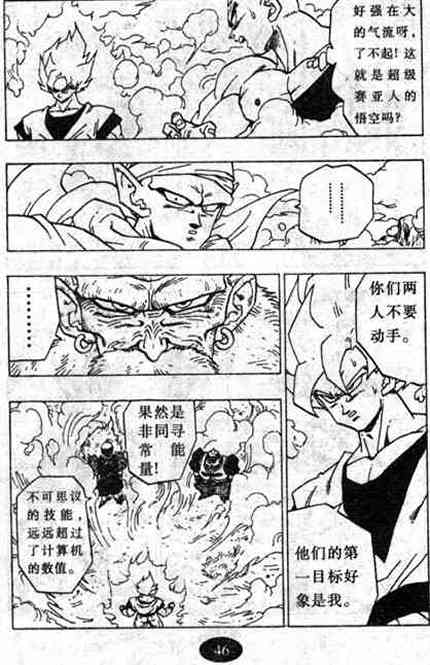 好强在大
的气流呀，
了不起！这
就是超级
赛亚人的
悟空吗？
………
………
你们两
人不要
动手。
果然是
非同寻
常能
量！
不可思议
的技能，
远远超过
了计算机
的数值。
他们的第
一目标好
象是我。
46